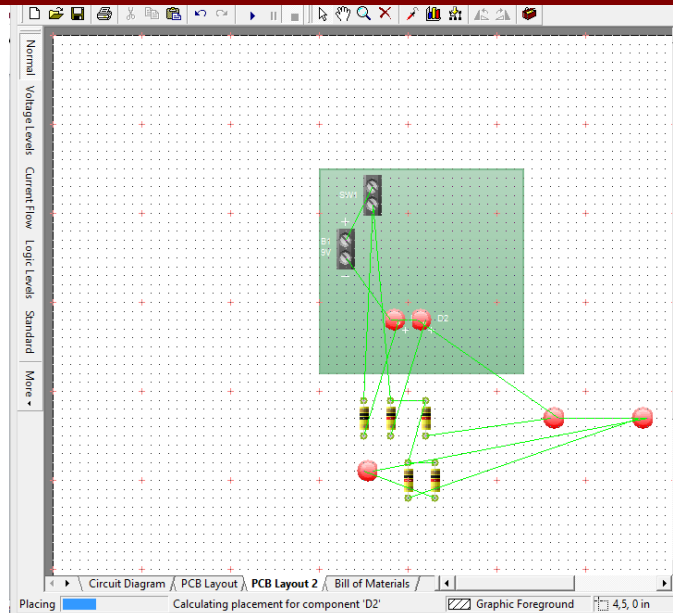 Normal
Voltage Levels
Current Flow
Logic Levels
Standard
More
SW1
+
B1
9V
−
D2
+ +
Circuit Diagram PCB Layout PCB Layout 2 Bill of Materials
Placing Calculating placement for component 'D2' Graphic Foreground 4,5, 0 in